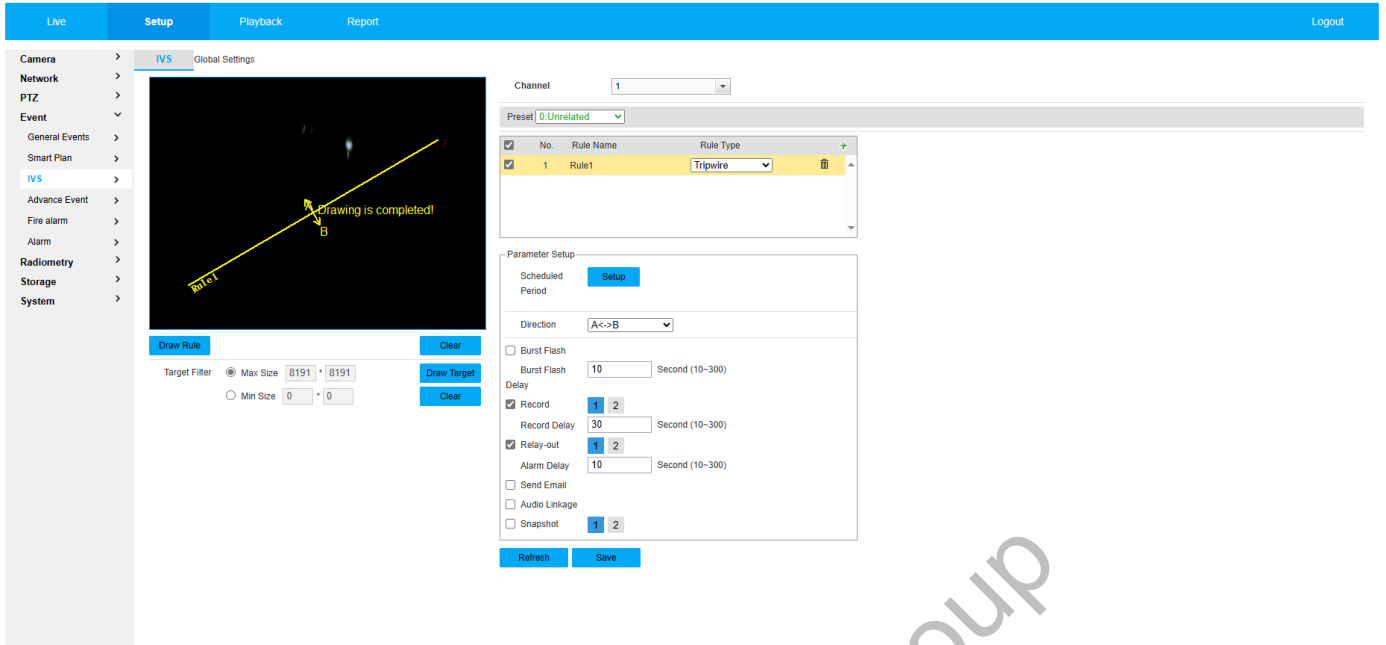 Live Setup Playback Report Logout
Camera
Network
PTZ
Event
General Events
Smart Plan
IVS
Advance Event
Fire alarm
Alarm
Radiometry
Storage
System
IVS Global Settings
Rule1
Drawing is completed!
B
Draw Rule Clear
Target Filter Max Size 8191 * 8191 Draw Target
Min Size 0 * 0 Clear
Channel 1
Preset 0:Unrelated
No. Rule Name Rule Type +
1 Rule1 Tripwire
Parameter Setup
Scheduled Setup
Period
Direction A<->B
Burst Flash
Burst Flash 10 Second (10~300)
Delay
Record 1 2
Record Delay 30 Second (10~300)
Relay-out 1 2
Alarm Delay 10 Second (10~300)
Send Email
Audio Linkage
Snapshot 1 2
Refresh Save
oup